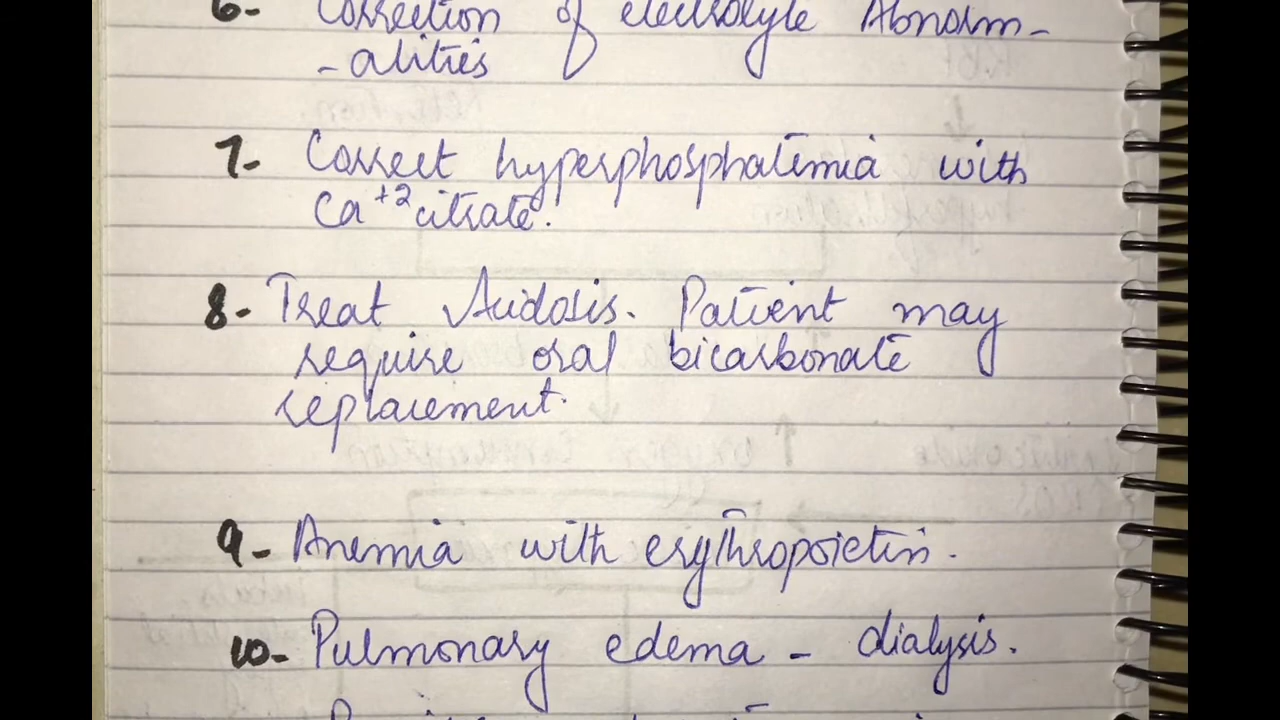 6- Correction of electrolyte Abnorm-
-alities
7- Correct hyperphosphatemia with
Ca+2 citrate.
8- Treat Acidosis. Patient may
require oral bicarbonate
replacement.
9- Anemia with erythropoietin.
10- Pulmonary edema - dialysis.